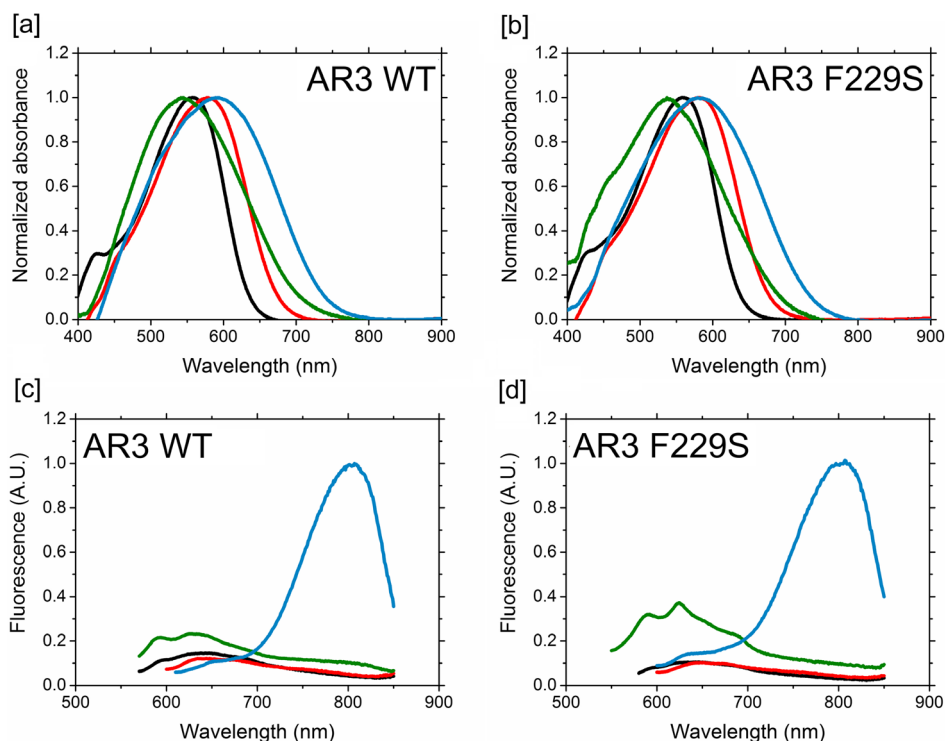 [a]
AR3 WT
Normalized absorbance
1.2
1.0
0.8
0.6
0.4
0.2
0.0
400 500 600 700 800 900
Wavelength (nm)
[b]
AR3 F229S
Normalized absorbance
1.2
1.0
0.8
0.6
0.4
0.2
0.0
400 500 600 700 800 900
Wavelength (nm)
[c]
AR3 WT
Fluorescence (A.U.)
1.2
1.0
0.8
0.6
0.4
0.2
0.0
500 600 700 800 900
Wavelength (nm)
[d]
AR3 F229S
Fluorescence (A.U.)
1.2
1.0
0.8
0.6
0.4
0.2
0.0
500 600 700 800 900
Wavelength (nm)